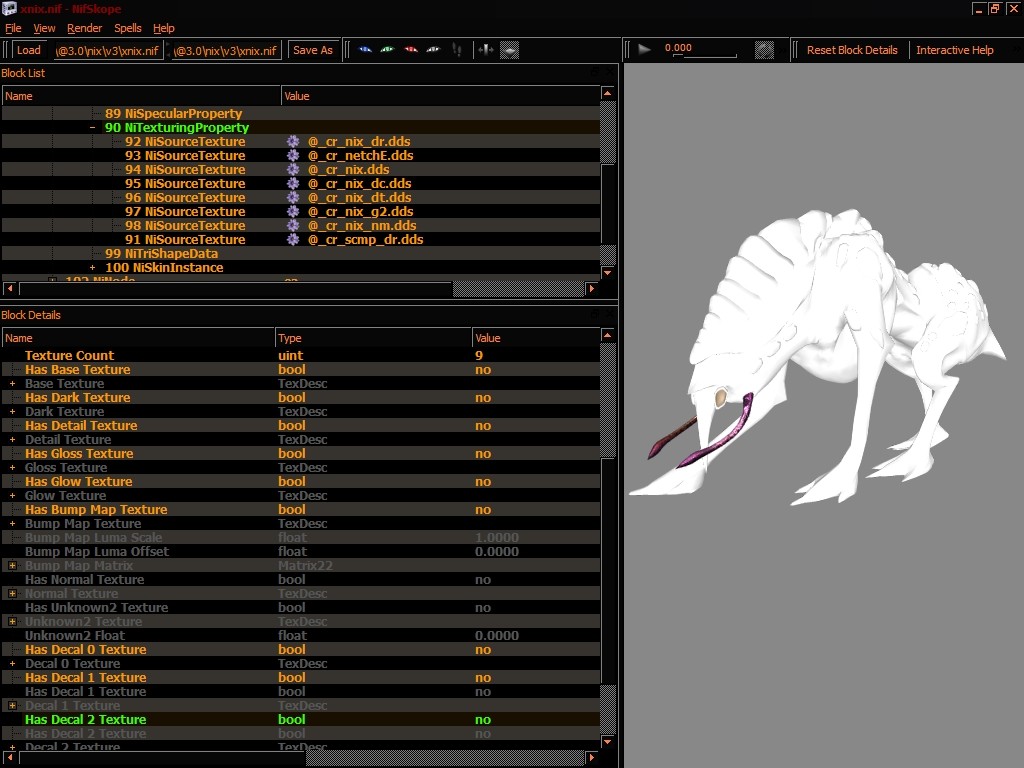 xnix.nif - NifSkope
File View Render Spells Help
Load \@3.0\nix\v3\xnix.nif \@3.0\nix\v3\xnix.nif Save As 0.000 Reset Block Details Interactive Help
Block List
Name Value
89 NiSpecularProperty
90 NiTexturingProperty
92 NiSourceTexture @_cr_nix_dr.dds
93 NiSourceTexture @_cr_netchE.dds
94 NiSourceTexture @_cr_nix.dds
95 NiSourceTexture @_cr_nix_dc.dds
96 NiSourceTexture @_cr_nix_dt.dds
97 NiSourceTexture @_cr_nix_g2.dds
98 NiSourceTexture @_cr_nix_nm.dds
91 NiSourceTexture @_cr_scmp_dr.dds
99 NiTriShapeData
100 NiSkinInstance
Block Details
Name Type Value
Texture Count uint 9
Has Base Texture bool no
Base Texture TexDesc
Has Dark Texture bool no
Dark Texture TexDesc
Has Detail Texture bool no
Detail Texture TexDesc
Has Gloss Texture bool no
Gloss Texture TexDesc
Has Glow Texture bool no
Glow Texture TexDesc
Has Bump Map Texture bool no
Bump Map Texture TexDesc
Bump Map Luma Scale float 1.0000
Bump Map Luma Offset float 0.0000
Bump Map Matrix Matrix22
Has Normal Texture bool no
Normal Texture TexDesc
Has Unknown2 Texture bool no
Unknown2 Texture TexDesc
Unknown2 Float float 0.0000
Has Decal 0 Texture bool no
Decal 0 Texture TexDesc
Has Decal 1 Texture bool no
Has Decal 1 Texture bool no
Decal 1 Texture TexDesc
Has Decal 2 Texture bool no
Has Decal 2 Texture bool no
Decal 2 Texture TexDesc